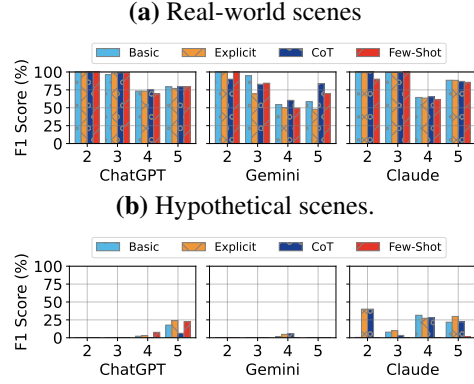 (a) Real-world scenes
Basic Explicit CoT Few-Shot
F1 Score (%)
100
75
50
25
0
2 3 4 5 2 3 4 5 2 3 4 5
ChatGPT Gemini Claude
(b) Hypothetical scenes.
Basic Explicit CoT Few-Shot
F1 Score (%)
100
75
50
25
0
2 3 4 5 2 3 4 5 2 3 4 5
ChatGPT Gemini Claude